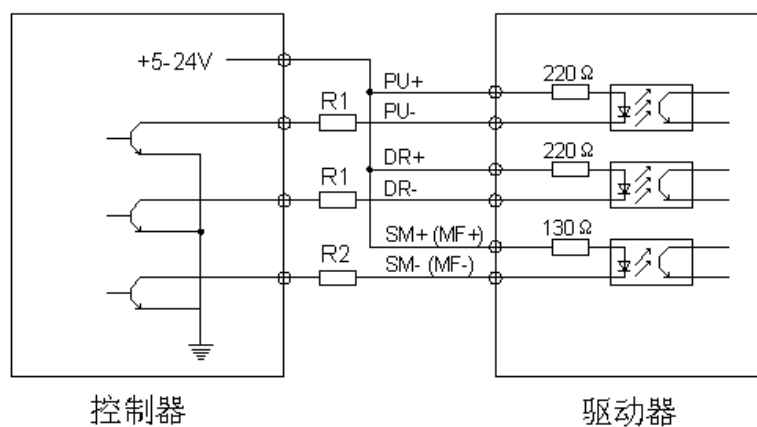 +5-24V
PU+
220Ω
R1
PU-
DR+
220Ω
R1
DR-
SM+ (MF+)
130Ω
R2
SM- (MF-)
控制器
驱动器